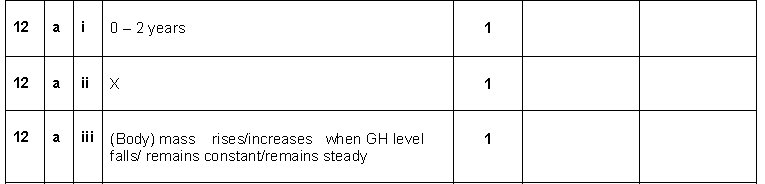 12 a i 0 – 2 years 1
12 a ii X 1
12 a iii (Body) mass rises/increases when GH level 1
falls/ remains constant/remains steady